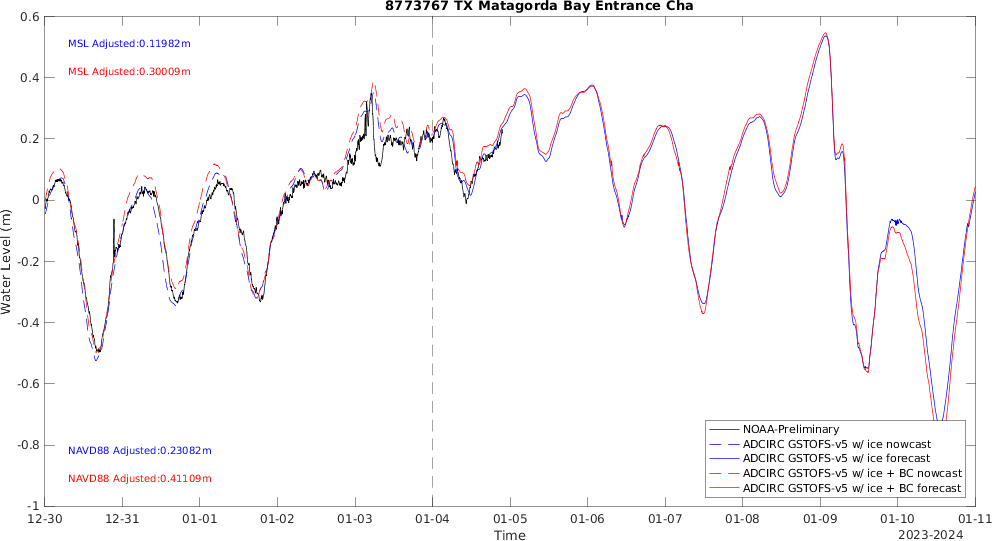 8773767 TX Matagorda Bay Entrance Cha
MSL Adjusted:0.11982m
MSL Adjusted:0.30009m
0.6
0.4
0.2
0
-0.2
-0.4
-0.6
-0.8
-1
Water Level (m)
NAVD88 Adjusted:0.23082m
NAVD88 Adjusted:0.41109m
NOAA-Preliminary
ADCIRC GSTOFS-v5 w/ ice nowcast
ADCIRC GSTOFS-v5 w/ ice forecast
ADCIRC GSTOFS-v5 w/ ice + BC nowcast
ADCIRC GSTOFS-v5 w/ ice + BC forecast
12-30 12-31 01-01 01-02 01-03 01-04 01-05 01-06 01-07 01-08 01-09 01-10 01-11
Time
2023-2024